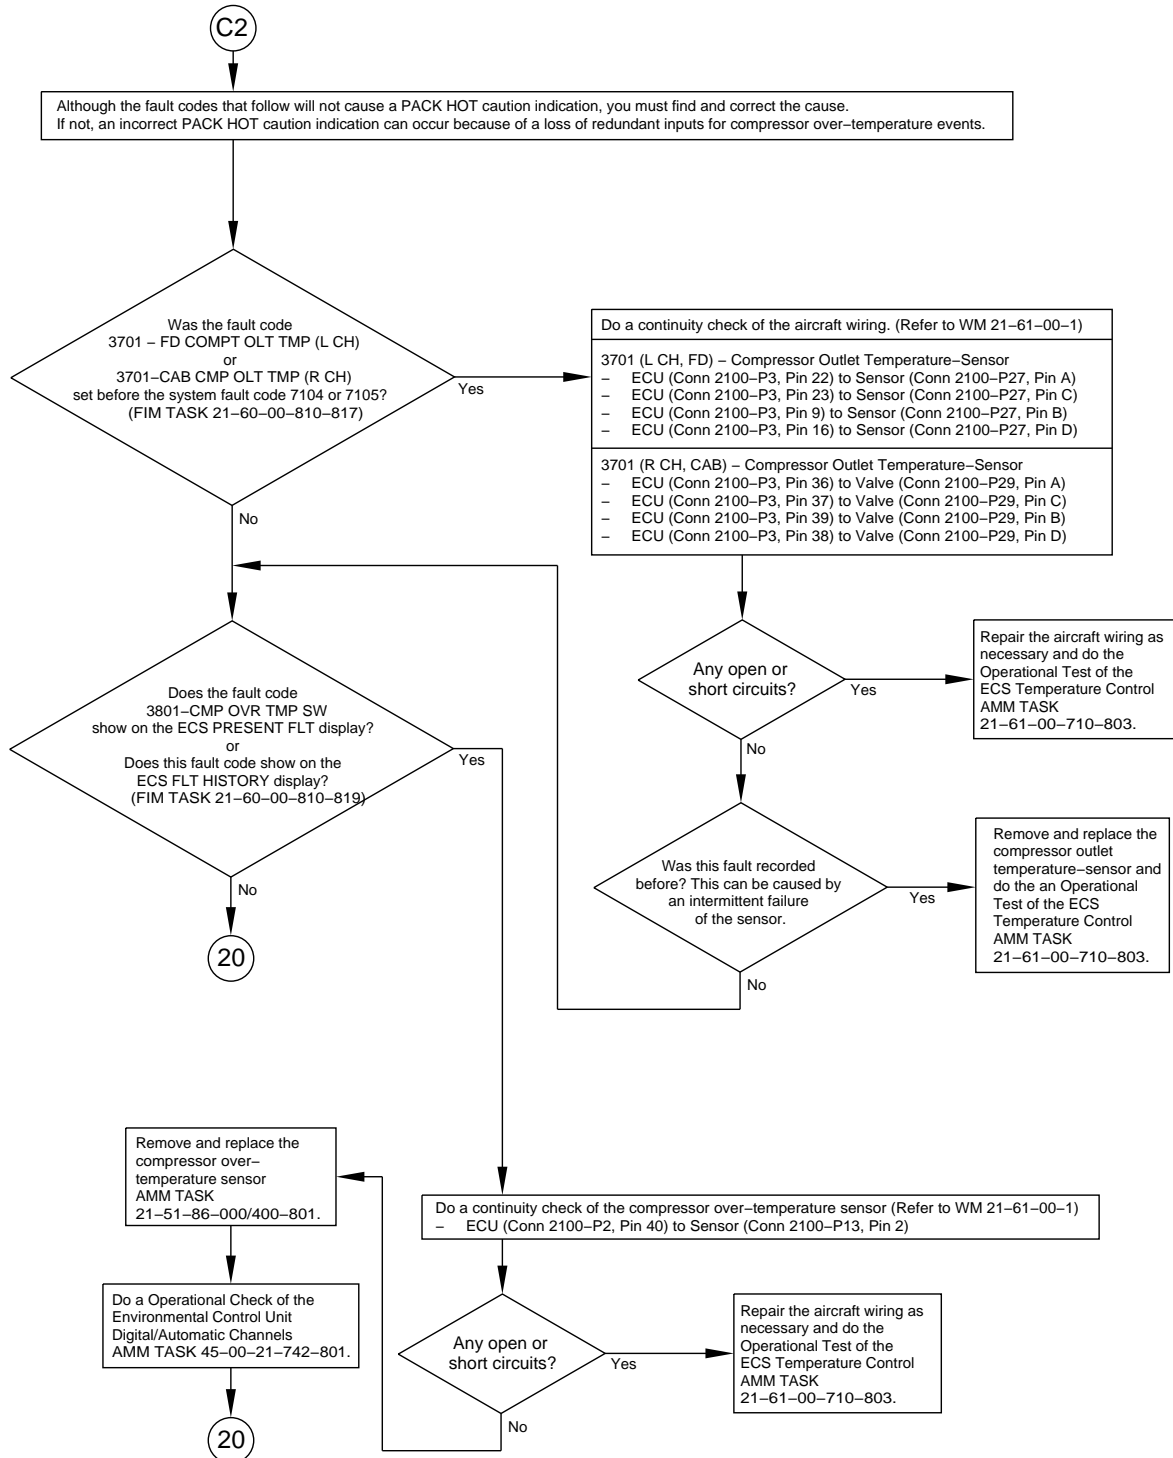 C2
Although the fault codes that follow will not cause a PACK HOT caution indication, you must find and correct the cause.
If not, an incorrect PACK HOT caution indication can occur because of a loss of redundant inputs for compressor over−temperature events.
Was the fault code
3701 − FD COMPT OLT TMP (L CH)
or
3701−CAB CMP OLT TMP (R CH)
set before the system fault code 7104 or 7105?
(FIM TASK 21−60−00−810−817)
Yes
No
Do a continuity check of the aircraft wiring. (Refer to WM 21−61−00−1)
3701 (L CH, FD) − Compressor Outlet Temperature−Sensor
− ECU (Conn 2100−P3, Pin 22) to Sensor (Conn 2100−P27, Pin A)
− ECU (Conn 2100−P3, Pin 23) to Sensor (Conn 2100−P27, Pin C)
− ECU (Conn 2100−P3, Pin 9) to Sensor (Conn 2100−P27, Pin B)
− ECU (Conn 2100−P3, Pin 16) to Sensor (Conn 2100−P27, Pin D)
3701 (R CH, CAB) − Compressor Outlet Temperature−Sensor
− ECU (Conn 2100−P3, Pin 36) to Valve (Conn 2100−P29, Pin A)
− ECU (Conn 2100−P3, Pin 37) to Valve (Conn 2100−P29, Pin C)
− ECU (Conn 2100−P3, Pin 39) to Valve (Conn 2100−P29, Pin B)
− ECU (Conn 2100−P3, Pin 38) to Valve (Conn 2100−P29, Pin D)
Any open or
short circuits?
Yes
No
Repair the aircraft wiring as
necessary and do the
Operational Test of the
ECS Temperature Control
AMM TASK
21−61−00−710−803.
Does the fault code
3801−CMP OVR TMP SW
show on the ECS PRESENT FLT display?
or
Does this fault code show on the
ECS FLT HISTORY display?
(FIM TASK 21−60−00−810−819)
Yes
No
20
Was this fault recorded
before? This can be caused by
an intermittent failure
of the sensor.
Yes
No
Remove and replace the
compressor outlet
temperature−sensor and
do the an Operational
Test of the ECS
Temperature Control
AMM TASK
21−61−00−710−803.
Remove and replace the
compressor over−
temperature sensor
AMM TASK
21−51−86−000/400−801.
Do a continuity check of the compressor over−temperature sensor (Refer to WM 21−61−00−1)
− ECU (Conn 2100−P2, Pin 40) to Sensor (Conn 2100−P13, Pin 2)
Do a Operational Check of the
Environmental Control Unit
Digital/Automatic Channels
AMM TASK 45−00−21−742−801.
Any open or
short circuits?
Yes
No
Repair the aircraft wiring as
necessary and do the
Operational Test of the
ECS Temperature Control
AMM TASK
21−61−00−710−803.
20